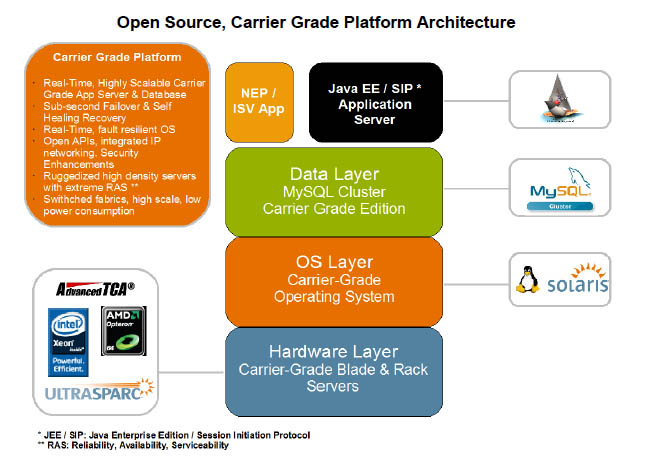 Open Source, Carrier Grade Platform Architecture
Carrier Grade Platform
· Real-Time, Highly Scalable Carrier
Grade App Server & Database
· Sub-second Failover & Self
Healing Recovery
· Real-Time, fault resilient OS
· Open APIs, integrated IP
networking, Security
Enhancements
· Ruggedized high density servers
with extreme RAS **
· Swithched fabrics, high scale, low
power consumption
NEP /
ISV App
Java EE / SIP *
Application
Server
Data Layer
MySQL Cluster
Carrier Grade Edition
MySQL®
Cluster
OS Layer
Carrier-Grade
Operating System
solaris
Hardware Layer
Carrier-Grade Blade & Rack
Servers
AdvancedTCA®
intel
Xeon
inside™
Powerful.
Efficient.
AMD
Opteron
64
ULTRASPARC
* JEE / SIP: Java Enterprise Edition / Session Initiation Protocol
** RAS: Reliability, Availability, Serviceability